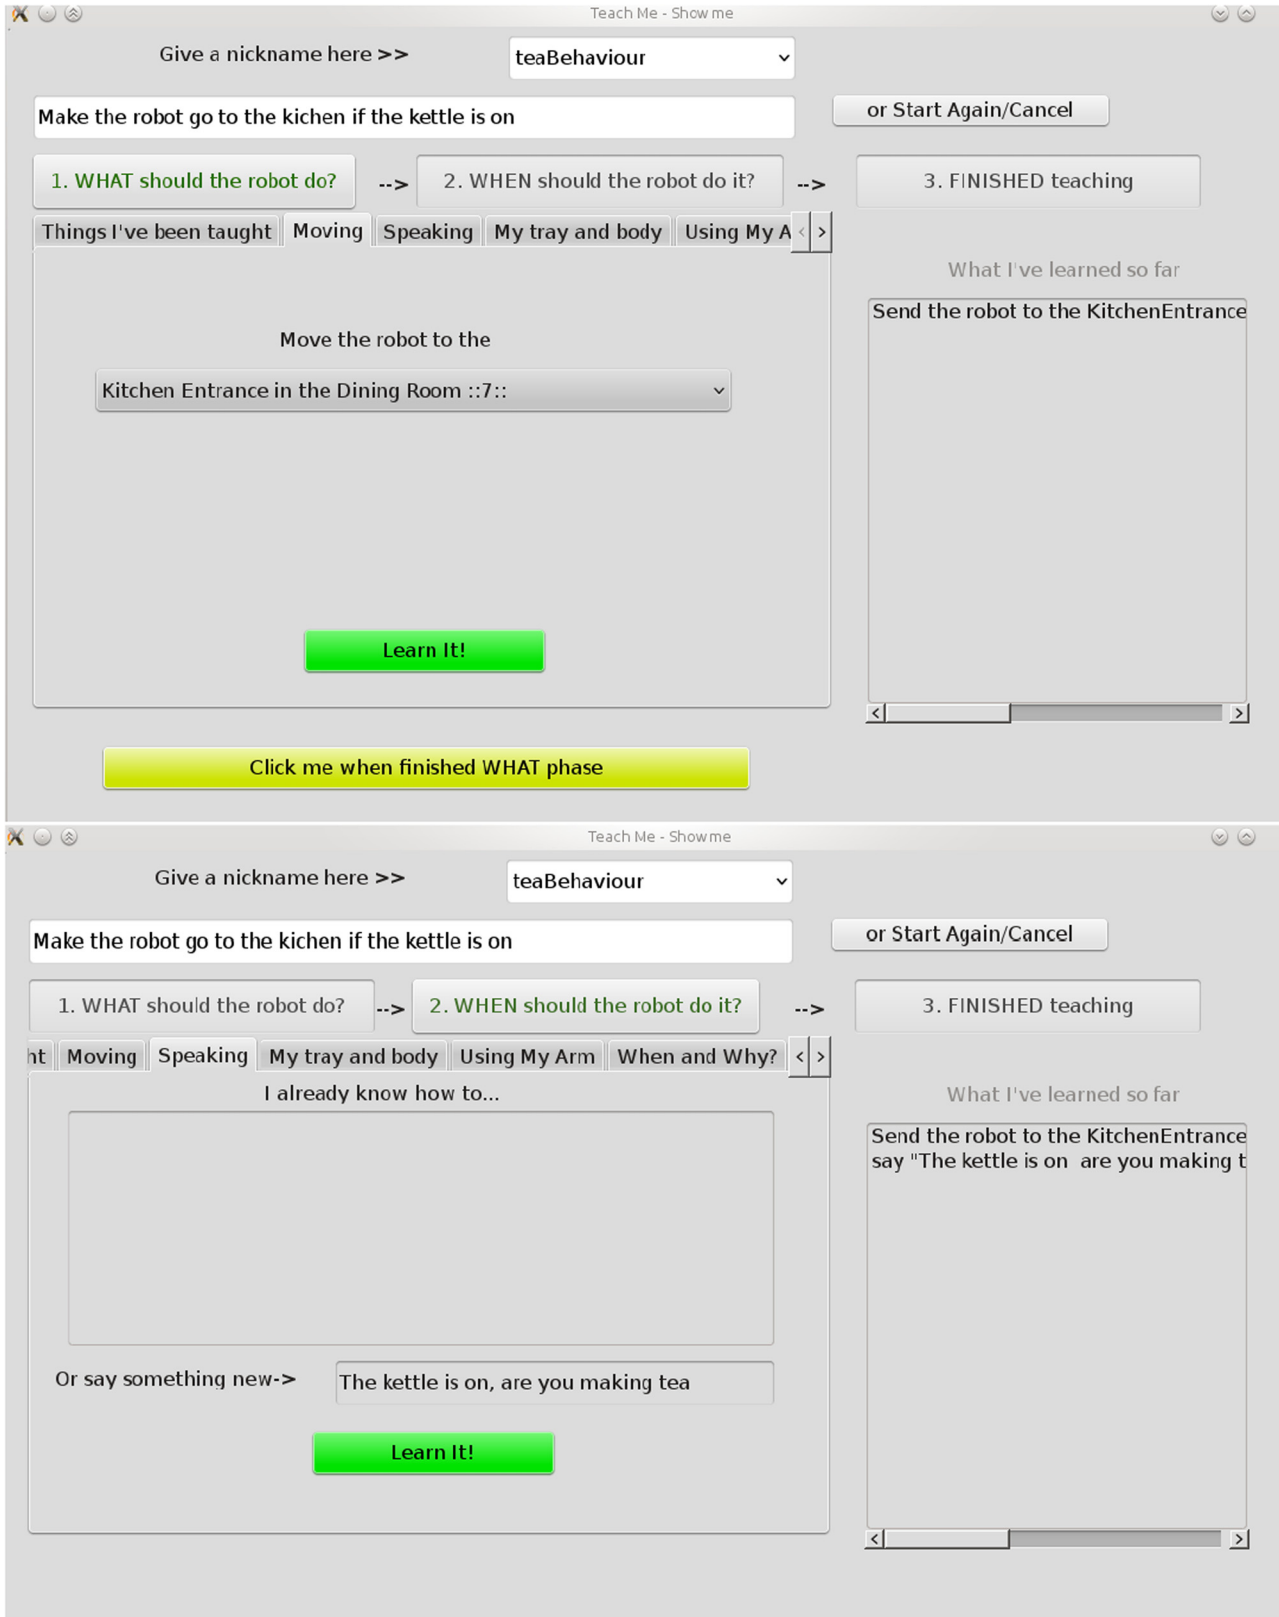 Teach Me - Show me
Give a nickname here >>
teaBehaviour
Make the robot go to the kichen if the kettle is on
or Start Again/Cancel
1. WHAT should the robot do?
-->
2. WHEN should the robot do it?
-->
3. FINISHED teaching
Things I've been taught
Moving
Speaking
My tray and body
Using My A
< >
What I've learned so far
Send the robot to the KitchenEntrance
Move the robot to the
Kitchen Entrance in the Dining Room ::7::
Learn It!
< >
Click me when finished WHAT phase
Teach Me - Show me
Give a nickname here >>
teaBehaviour
Make the robot go to the kichen if the kettle is on
or Start Again/Cancel
1. WHAT should the robot do?
-->
2. WHEN should the robot do it?
-->
3. FINISHED teaching
ht
Moving
Speaking
My tray and body
Using My Arm
When and Why?
< >
I already know how to...
What I've learned so far
Send the robot to the KitchenEntrance
say "The kettle is on  are you making t
Or say something new->
The kettle is on, are you making tea
Learn It!
< >